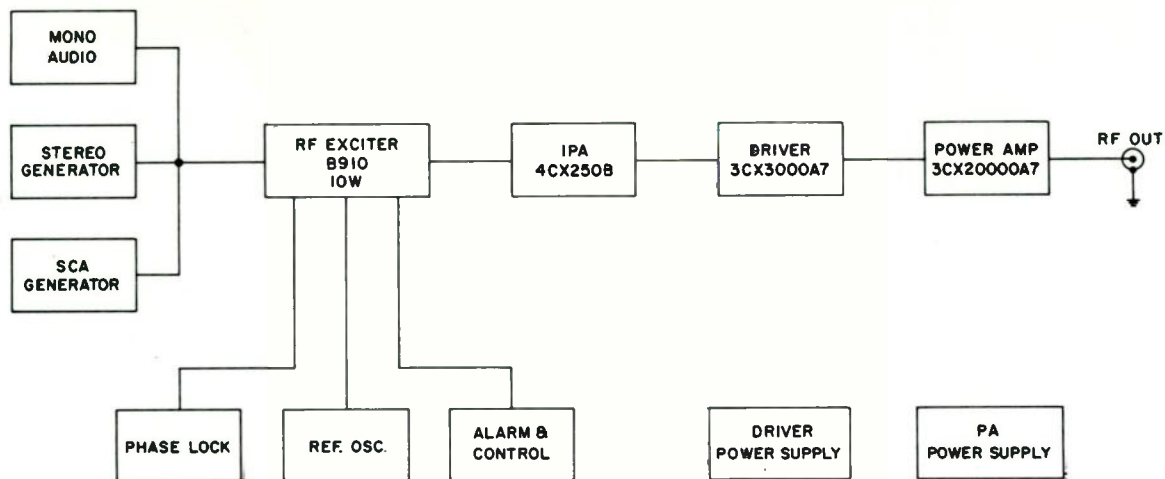 MONO
AUDIO
STEREO
GENERATOR
SCA
GENERATOR
RF EXCITER
B910
10W
IPA
4CX250B
DRIVER
3CX3000A7
POWER AMP
3CX20000A7
RF OUT
PHASE LOCK
REF. OSC.
ALARM &
CONTROL
DRIVER
POWER SUPPLY
PA
POWER SUPPLY